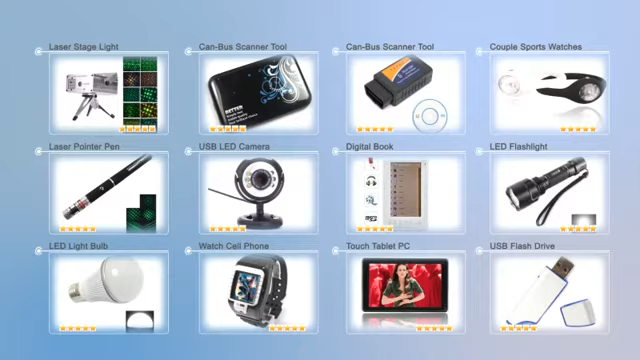 Laser Stage Light
Can-Bus Scanner Tool
Can-Bus Scanner Tool
Couple Sports Watches
Laser Pointer Pen
USB LED Camera
Digital Book
LED Flashlight
LED Light Bulb
Watch Cell Phone
Touch Tablet PC
USB Flash Drive